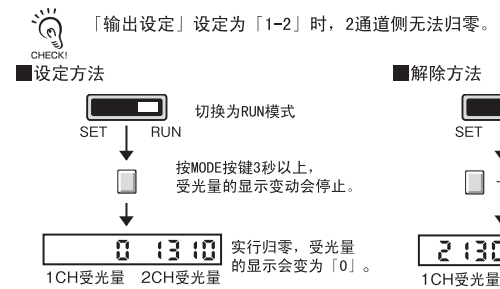 「输出设定」设定为「1-2」时，2通道侧无法归零。
CHECK!
■设定方法
■解除方法
SET RUN
切换为RUN模式
SET
按MODE按键3秒以上，
受光量的显示变动会停止。
0 1310
实行归零，受光量
的显示会变为「0」。
1CH受光量 2CH受光量
2130
1CH受光量